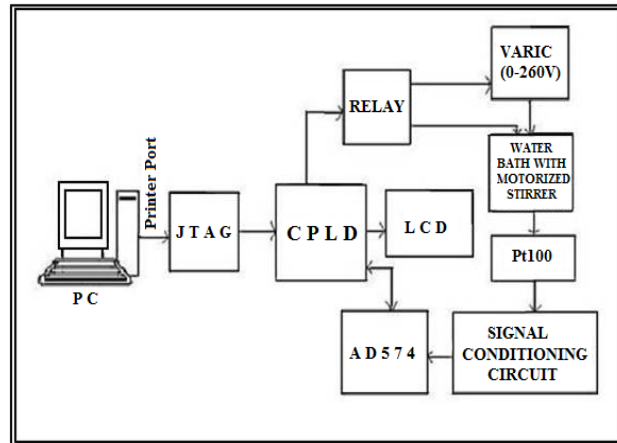 VARIC
(0-260V)
RELAY
WATER
BATH WITH
MOTORIZED
STIRRER
Printer Port
J T A G
C P L D
L C D
Pt100
P C
A D 5 7 4
SIGNAL
CONDITIONING
CIRCUIT